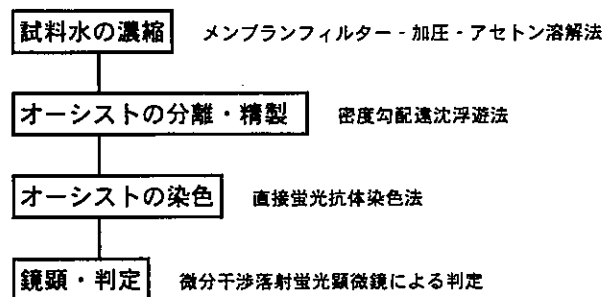 試料水の濃縮 メンブランフィルター - 加圧 - アセトン溶解法
オーシストの分離・精製 密度勾配遠沈浮遊法
オーシストの染色 直接蛍光抗体染色法
鏡顕・判定 微分干渉落射蛍光顕微鏡による判定